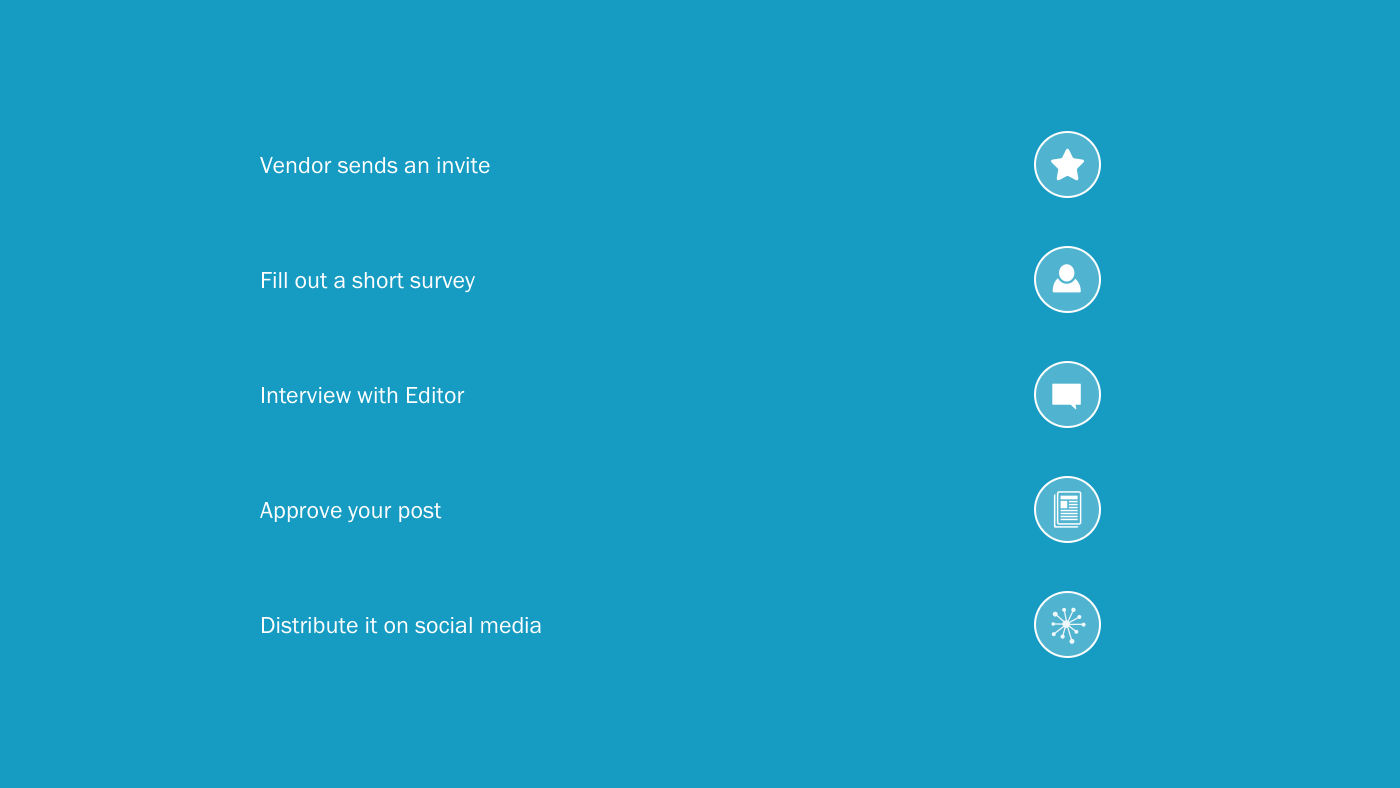 Vendor sends an invite
Fill out a short survey
Interview with Editor
Approve your post
Distribute it on social media